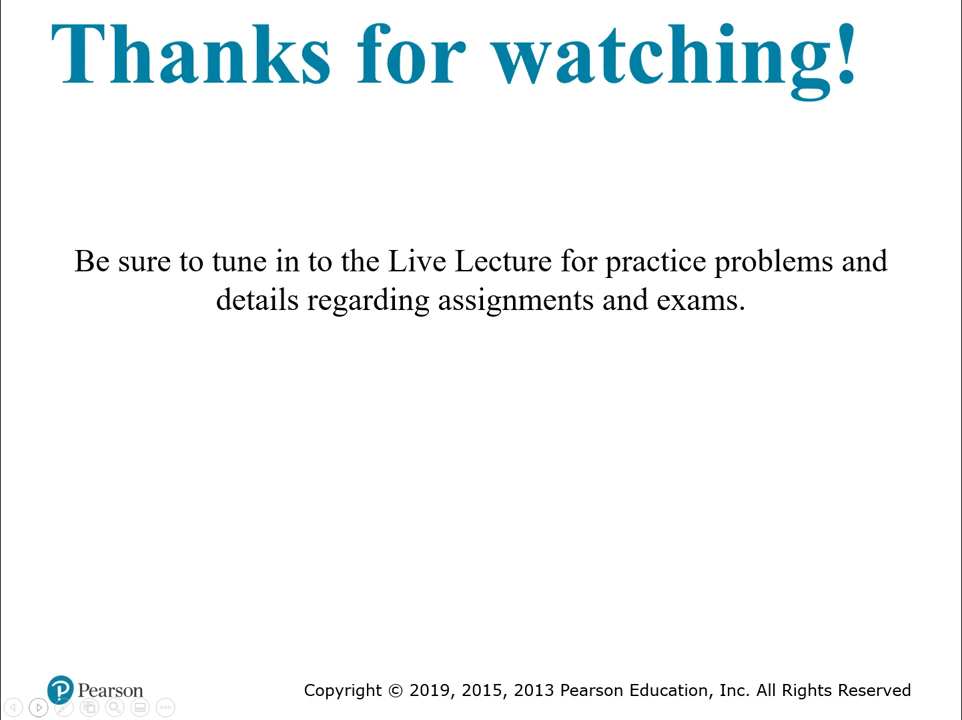 Thanks for watching!
Be sure to tune in to the Live Lecture for practice problems and
details regarding assignments and exams.
Pearson
Copyright © 2019, 2015, 2013 Pearson Education, Inc. All Rights Reserved